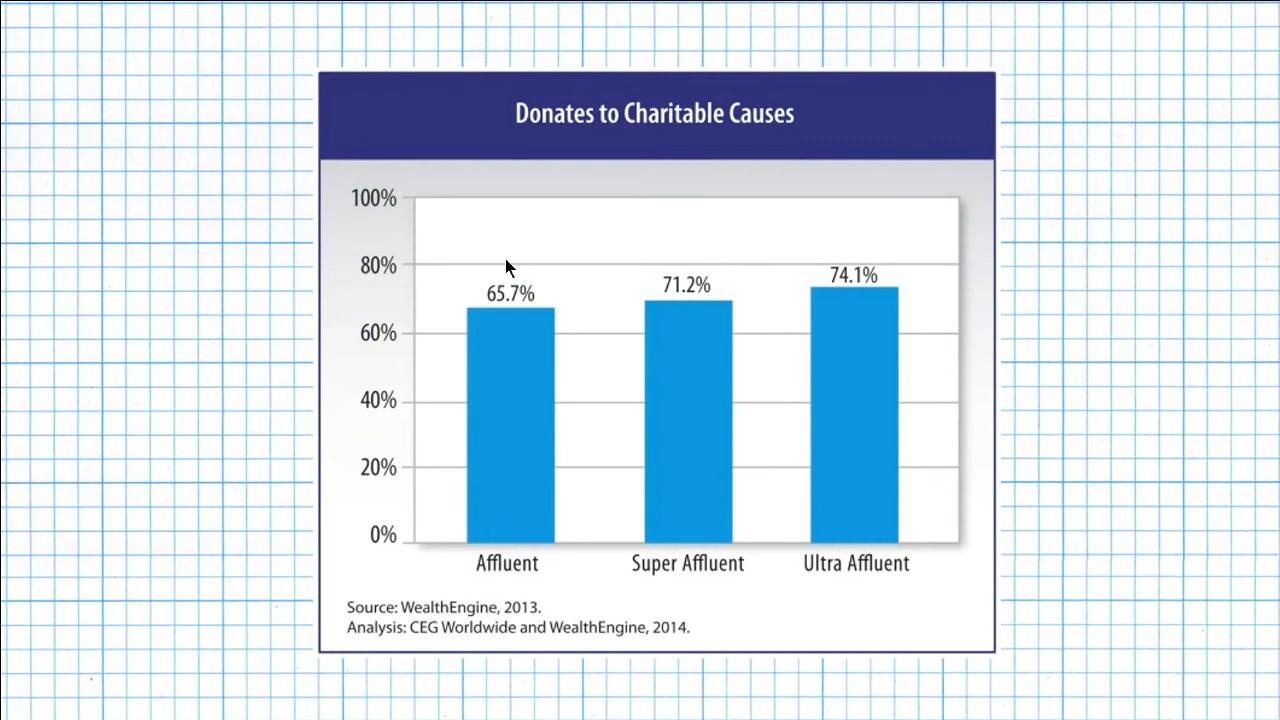 Donates to Charitable Causes
100%
80%
60%
40%
20%
0%
65.7%
71.2%
74.1%
Affluent
Super Affluent
Ultra Affluent
Source: WealthEngine, 2013.
Analysis: CEG Worldwide and WealthEngine, 2014.